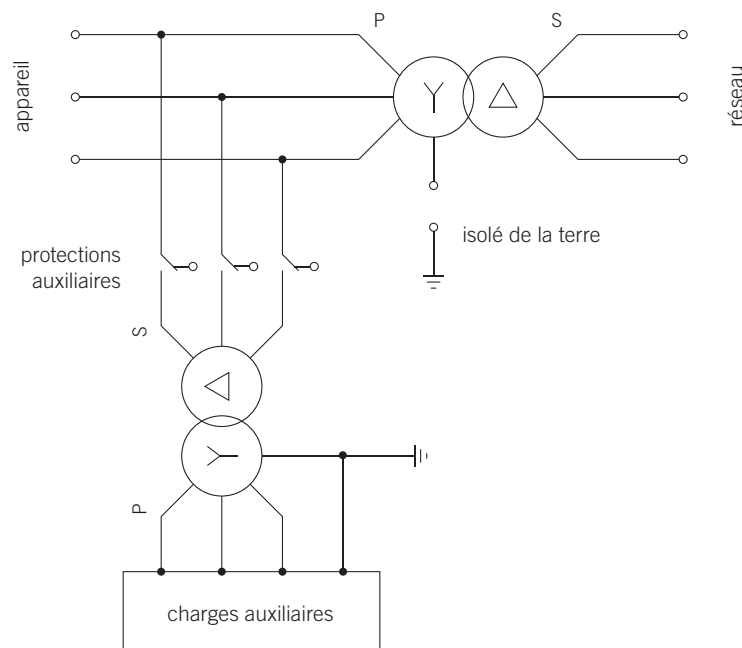 P
S
appareil
réseau
isolé de la terre
protections
auxiliaires
S
P
charges auxiliaires